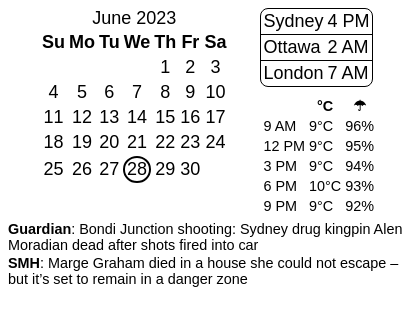 June 2023
Su Mo Tu We Th Fr Sa
1 2 3
4 5 6 7 8 9 10
11 12 13 14 15 16 17
18 19 20 21 22 23 24
25 26 27 28 29 30
Sydney 4 PM
Ottawa 2 AM
London 7 AM
°C ☂
9 AM 9°C 96%
12 PM 9°C 95%
3 PM 9°C 94%
6 PM 10°C 93%
9 PM 9°C 92%
Guardian: Bondi Junction shooting: Sydney drug kingpin Alen
Moradian dead after shots fired into car
SMH: Marge Graham died in a house she could not escape –
but it’s set to remain in a danger zone